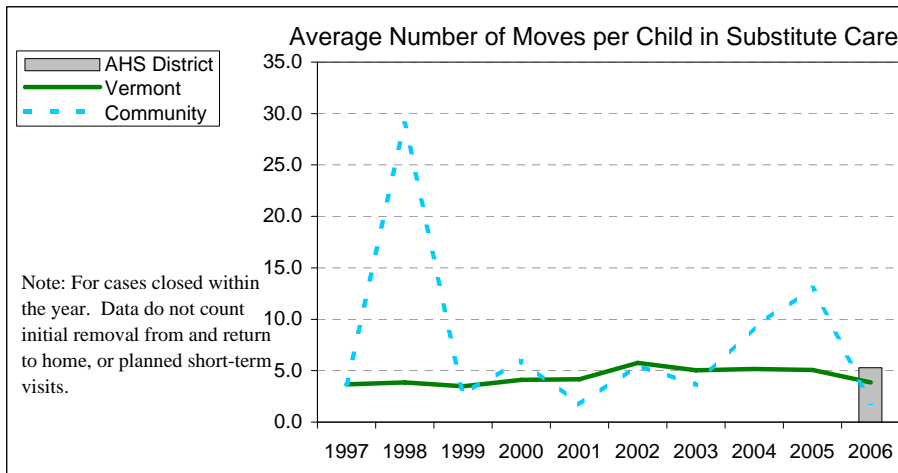 Average Number of Moves per Child in Substitute Care
AHS District
Vermont
Community
35.0
30.0
25.0
20.0
15.0
10.0
5.0
0.0
Note: For cases closed within
the year. Data do not count
initial removal from and return
to home, or planned short-term
visits.
1997 1998 1999 2000 2001 2002 2003 2004 2005 2006